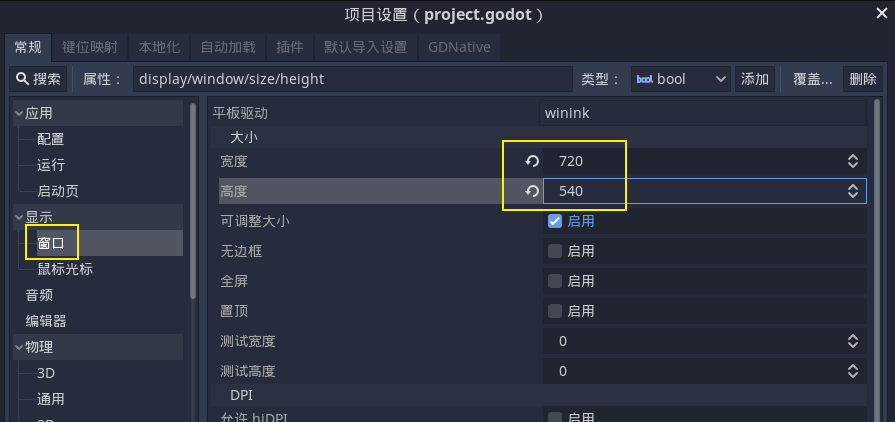 项目设置（project.godot）
常规 键位映射 本地化 自动加载 插件 默认导入设置 GDNative
搜索 属性： display/window/size/height 类型： bool bool 添加 覆盖... 删除
应用
配置
运行
启动页
显示
窗口
鼠标光标
音频
编辑器
物理
3D
通用
平板驱动 winink
大小
宽度 720
高度 540
可调整大小 启用
无边框 启用
全屏 启用
置顶 启用
测试宽度 0
测试高度 0
DPI
允许 hiDPI 启用